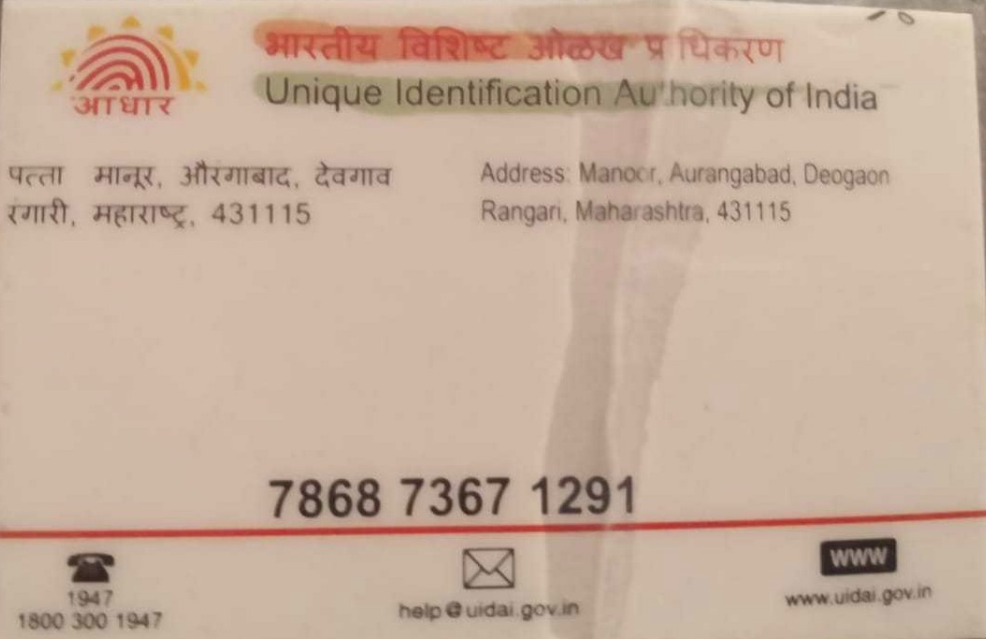 आधार
भारतीय विशिष्ट ओळख प्र धिकरण
Unique Identification Authority of India
पत्ता मानूर, औरंगाबाद, देवगाव
रंगारी, महाराष्ट्र, 431115
Address: Manoor, Aurangabad, Deogaon
Rangari, Maharashtra, 431115
7868 7367 1291
1947
1800 300 1947
help@uidai.gov.in
www
www.uidai.gov.in